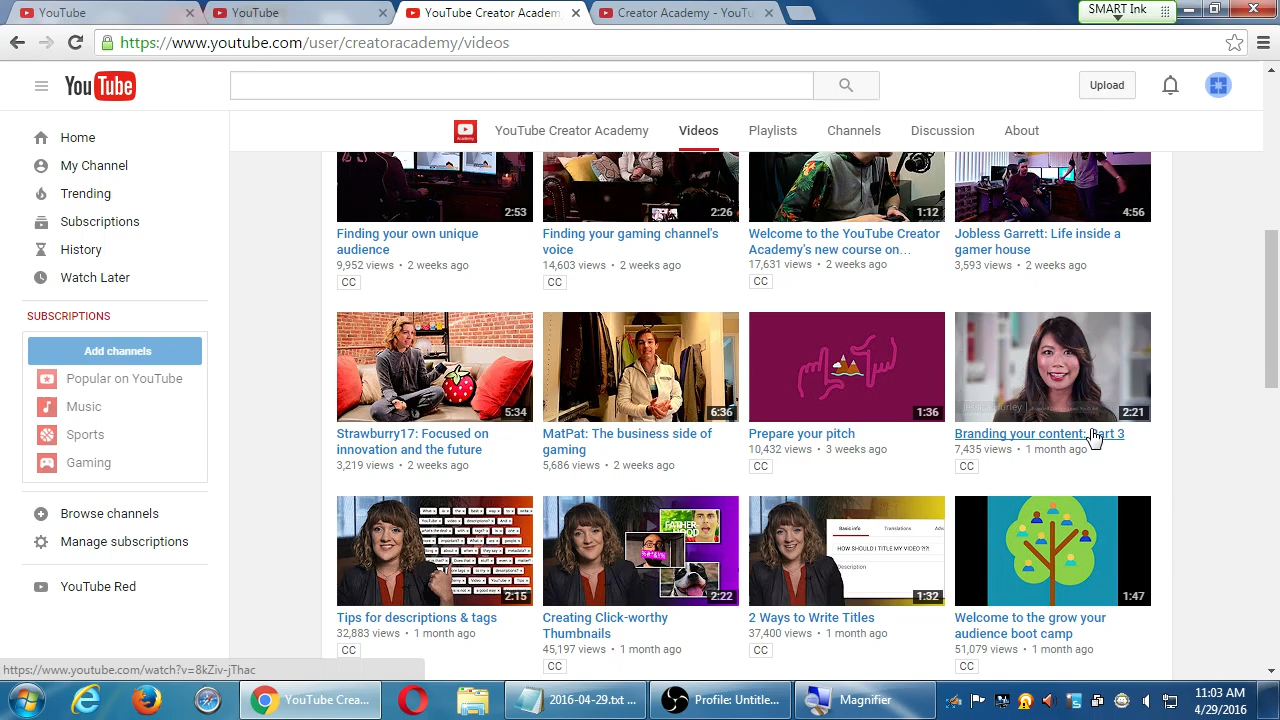 YouTube
YouTube
YouTube Creator Academ
Creator Academy - YouTu
SMART Ink
https://www.youtube.com/user/creatoracademy/videos
YouTube
Upload
Home
My Channel
Trending
Subscriptions
History
Watch Later
SUBSCRIPTIONS
Add channels
Popular on YouTube
Music
Sports
Gaming
Browse channels
Manage subscriptions
YouTube Red
YouTube Creator Academy
Videos
Playlists
Channels
Discussion
About
2:53
Finding your own unique
audience
9,952 views • 2 weeks ago
CC
2:26
Finding your gaming channel's
voice
14,603 views • 2 weeks ago
CC
1:12
Welcome to the YouTube Creator
Academy's new course on...
17,631 views • 2 weeks ago
CC
4:56
Jobless Garrett: Life inside a
gamer house
3,593 views • 2 weeks ago
5:34
Strawburry17: Focused on
innovation and the future
3,219 views • 2 weeks ago
6:36
MatPat: The business side of
gaming
5,686 views • 2 weeks ago
1:36
Prepare your pitch
10,432 views • 3 weeks ago
CC
2:21
Branding your content: Part 3
7,435 views • 1 month ago
CC
2:15
Tips for descriptions & tags
32,883 views • 1 month ago
CC
FATHER
2:22
Creating Click-worthy
Thumbnails
45,197 views • 1 month ago
CC
Basic info
Translations
HOW SHOULD I TITLE MY VIDEO ?!?!
Description
1:32
2 Ways to Write Titles
37,400 views • 1 month ago
CC
1:47
Welcome to the grow your
audience boot camp
51,079 views • 1 month ago
CC
https://www.youtube.com/watch?v=8kZiv-jThac
YouTube Crea...
2016-04-29.txt ...
Profile: Untitle...
Magnifier
11:03 AM
4/29/2016